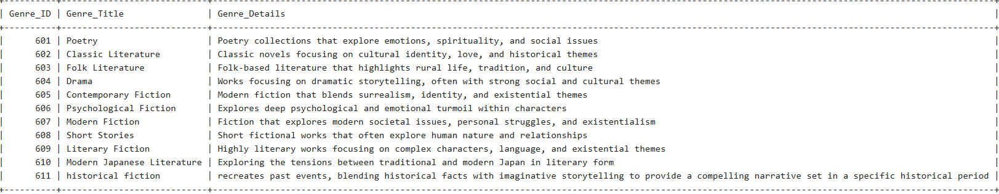 | Genre_ID | Genre_Title | Genre_Details |
| 601 | Poetry | Poetry collections that explore emotions, spirituality, and social issues |
| 602 | Classic Literature | Classic novels focusing on cultural identity, love, and historical themes |
| 603 | Folk Literature | Folk-based literature that highlights rural life, tradition, and culture |
| 604 | Drama | Works focusing on dramatic storytelling, often with strong social and cultural themes |
| 605 | Contemporary Fiction | Modern fiction that blends surrealism, identity, and existential themes |
| 606 | Psychological Fiction | Explores deep psychological and emotional turmoil within characters |
| 607 | Modern Fiction | Fiction that explores modern societal issues, personal struggles, and existentialism |
| 608 | Short Stories | Short fictional works that often explore human nature and relationships |
| 609 | Literary Fiction | Highly literary works focusing on complex characters, language, and existential themes |
| 610 | Modern Japanese Literature | Exploring the tensions between traditional and modern Japan in literary form |
| 611 | historical fiction | recreates past events, blending historical facts with imaginative storytelling to provide a compelling narrative set in a specific historical period |